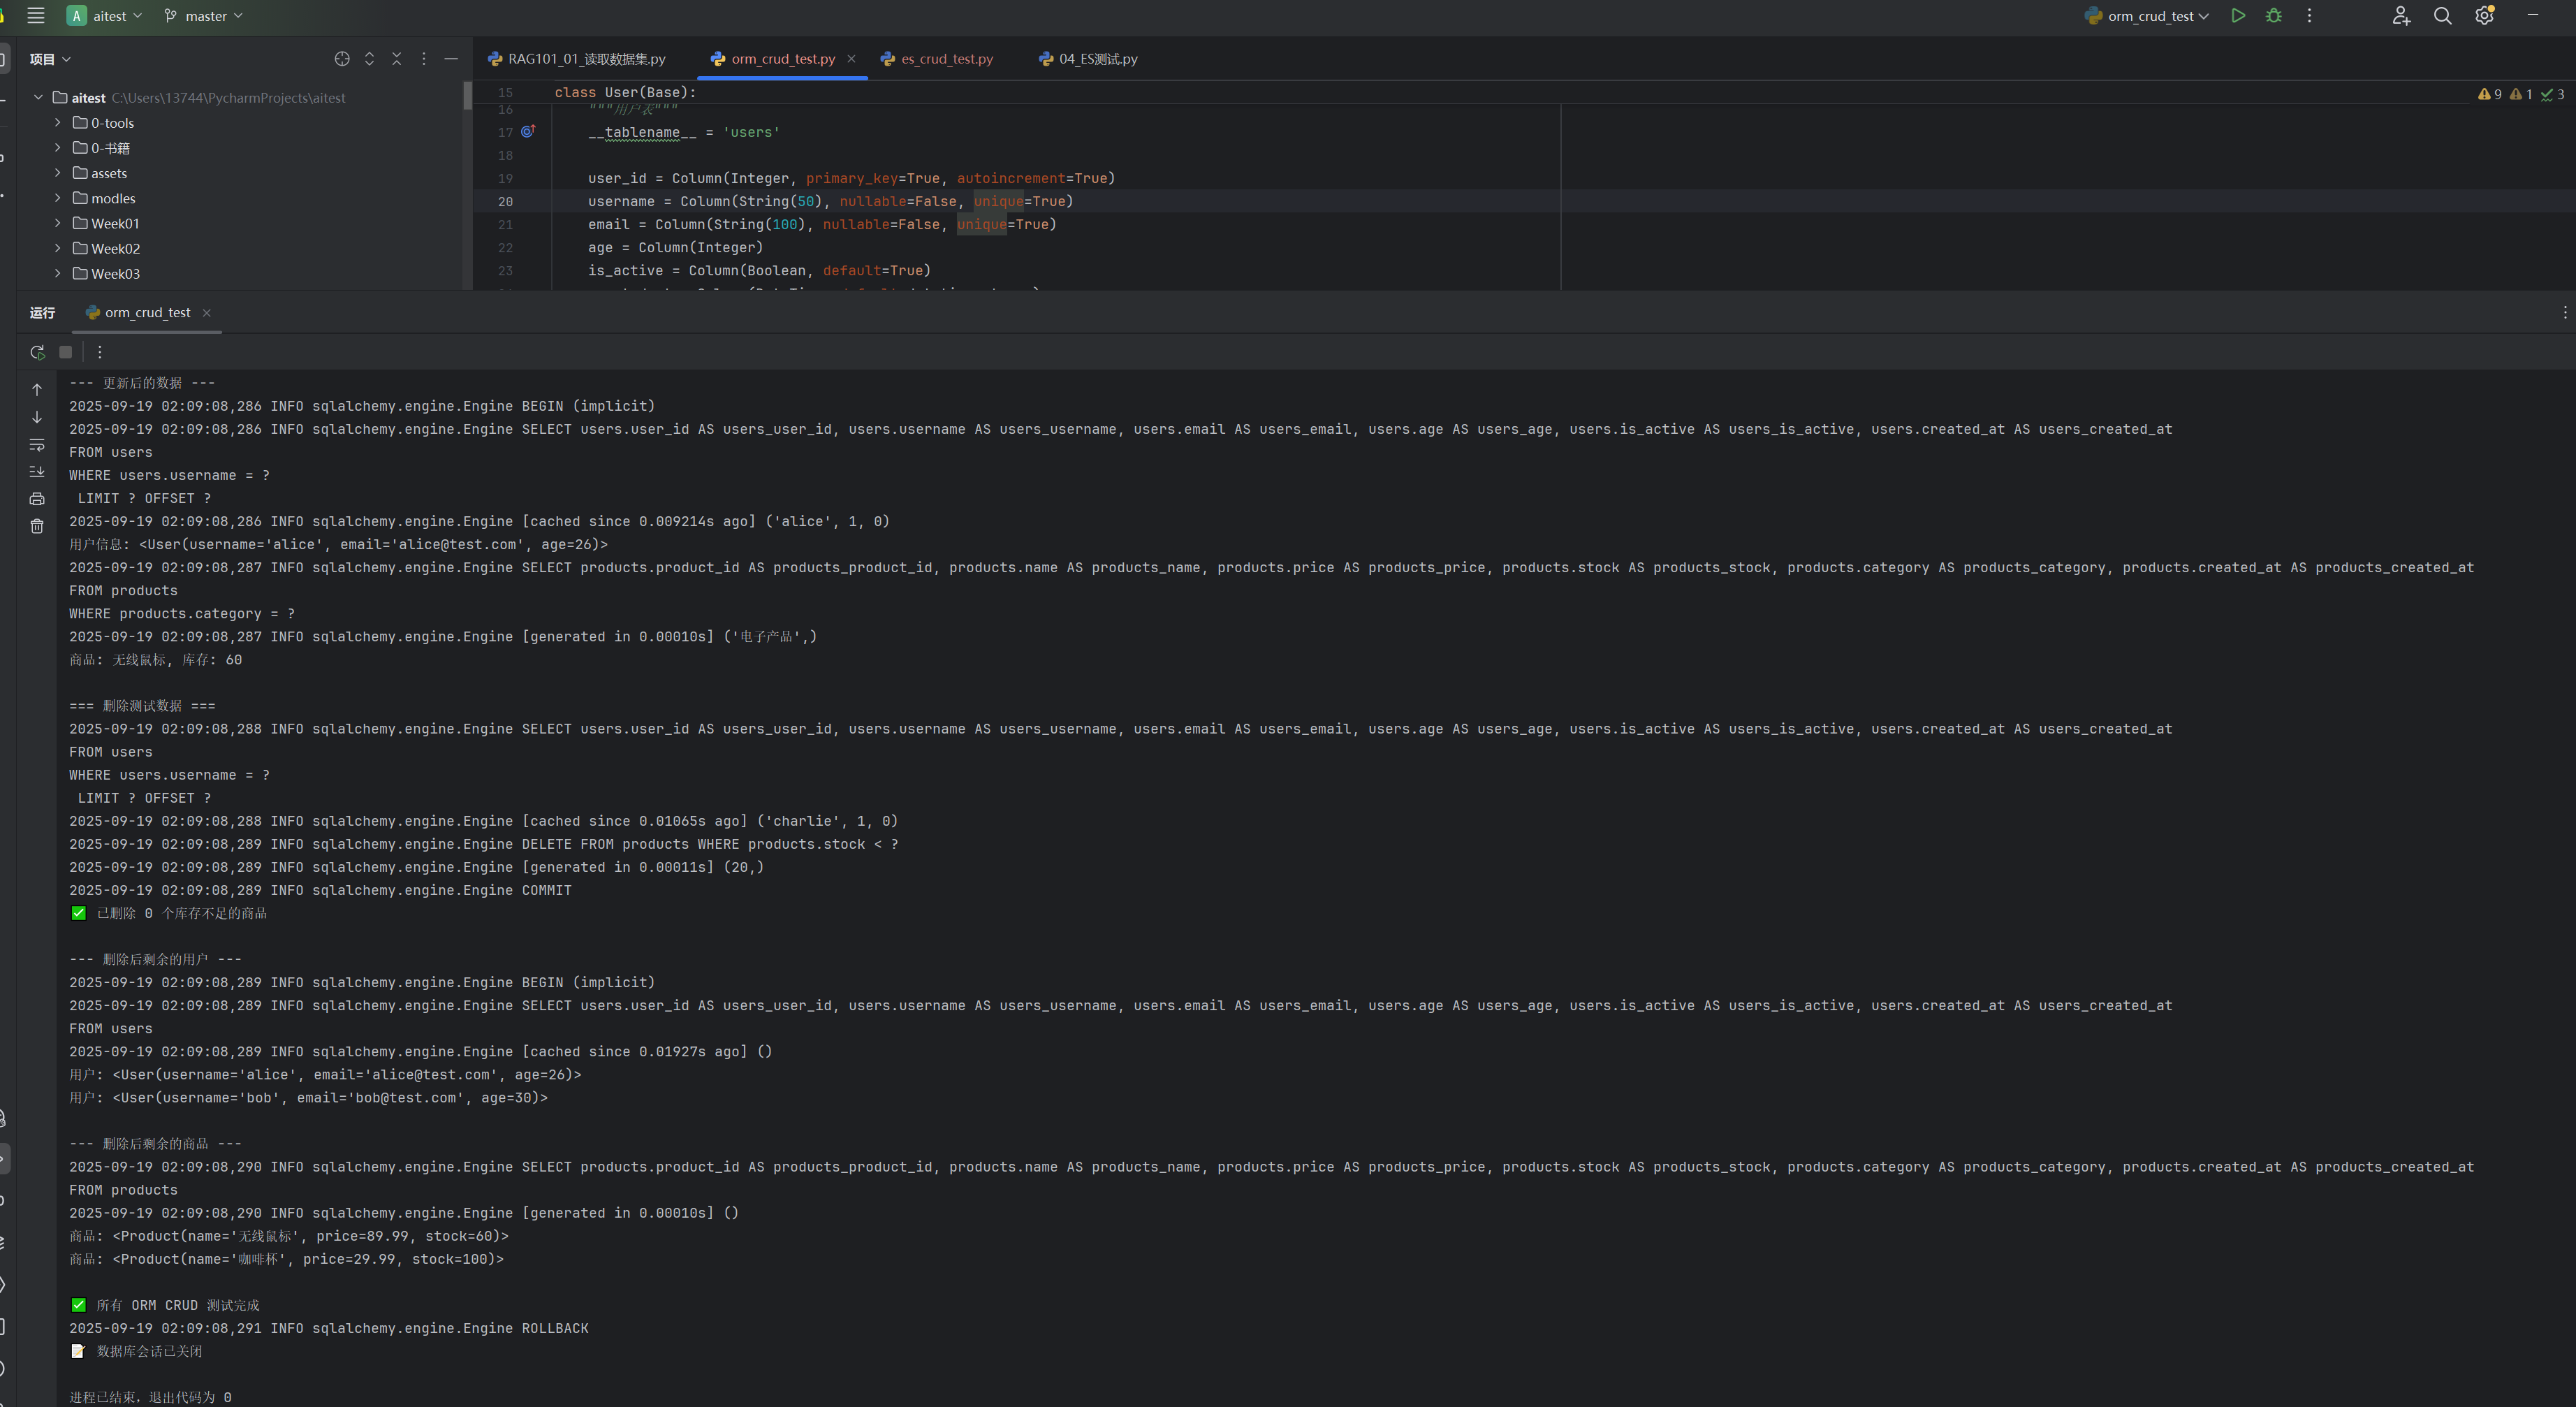 A aitest master orm_crud_test
项目
RAG101_01_读取数据集.py orm_crud_test.py es_crud_test.py 04_ES测试.py
aitest C:\Users\13744\PycharmProjects\aitest
0-tools
0-书籍
assets
modles
Week01
Week02
Week03
9 1 3
15 class User(Base):
16 """用户表"""
17 __tablename__ = 'users'
18
19 user_id = Column(Integer, primary_key=True, autoincrement=True)
20 username = Column(String(50), nullable=False, unique=True)
21 email = Column(String(100), nullable=False, unique=True)
22 age = Column(Integer)
23 is_active = Column(Boolean, default=True)
运行 orm_crud_test
--- 更新后的数据 ---
2025-09-19 02:09:08,286 INFO sqlalchemy.engine.Engine BEGIN (implicit)
2025-09-19 02:09:08,286 INFO sqlalchemy.engine.Engine SELECT users.user_id AS users_user_id, users.username AS users_username, users.email AS users_email, users.age AS users_age, users.is_active AS users_is_active, users.created_at AS users_created_at
FROM users
WHERE users.username = ?
LIMIT ? OFFSET ?
2025-09-19 02:09:08,286 INFO sqlalchemy.engine.Engine [cached since 0.009214s ago] ('alice', 1, 0)
用户信息: <User(username='alice', email='alice@test.com', age=26)>
2025-09-19 02:09:08,287 INFO sqlalchemy.engine.Engine SELECT products.product_id AS products_product_id, products.name AS products_name, products.price AS products_price, products.stock AS products_stock, products.category AS products_category, products.created_at AS products_created_at
FROM products
WHERE products.category = ?
2025-09-19 02:09:08,287 INFO sqlalchemy.engine.Engine [generated in 0.00010s] ('电子产品',)
商品: 无线鼠标, 库存: 60
=== 删除测试数据 ===
2025-09-19 02:09:08,288 INFO sqlalchemy.engine.Engine SELECT users.user_id AS users_user_id, users.username AS users_username, users.email AS users_email, users.age AS users_age, users.is_active AS users_is_active, users.created_at AS users_created_at
FROM users
WHERE users.username = ?
LIMIT ? OFFSET ?
2025-09-19 02:09:08,288 INFO sqlalchemy.engine.Engine [cached since 0.01065s ago] ('charlie', 1, 0)
2025-09-19 02:09:08,289 INFO sqlalchemy.engine.Engine DELETE FROM products WHERE products.stock < ?
2025-09-19 02:09:08,289 INFO sqlalchemy.engine.Engine [generated in 0.00011s] (20,)
2025-09-19 02:09:08,289 INFO sqlalchemy.engine.Engine COMMIT
✅ 已删除 0 个库存不足的商品
--- 删除后剩余的用户 ---
2025-09-19 02:09:08,289 INFO sqlalchemy.engine.Engine BEGIN (implicit)
2025-09-19 02:09:08,289 INFO sqlalchemy.engine.Engine SELECT users.user_id AS users_user_id, users.username AS users_username, users.email AS users_email, users.age AS users_age, users.is_active AS users_is_active, users.created_at AS users_created_at
FROM users
2025-09-19 02:09:08,289 INFO sqlalchemy.engine.Engine [cached since 0.01927s ago] ()
用户: <User(username='alice', email='alice@test.com', age=26)>
用户: <User(username='bob', email='bob@test.com', age=30)>
--- 删除后剩余的商品 ---
2025-09-19 02:09:08,290 INFO sqlalchemy.engine.Engine SELECT products.product_id AS products_product_id, products.name AS products_name, products.price AS products_price, products.stock AS products_stock, products.category AS products_category, products.created_at AS products_created_at
FROM products
2025-09-19 02:09:08,290 INFO sqlalchemy.engine.Engine [generated in 0.00010s] ()
商品: <Product(name='无线鼠标', price=89.99, stock=60)>
商品: <Product(name='咖啡杯', price=29.99, stock=100)>
✅ 所有 ORM CRUD 测试完成
2025-09-19 02:09:08,291 INFO sqlalchemy.engine.Engine ROLLBACK
📝 数据库会话已关闭
进程已结束，退出代码为 0